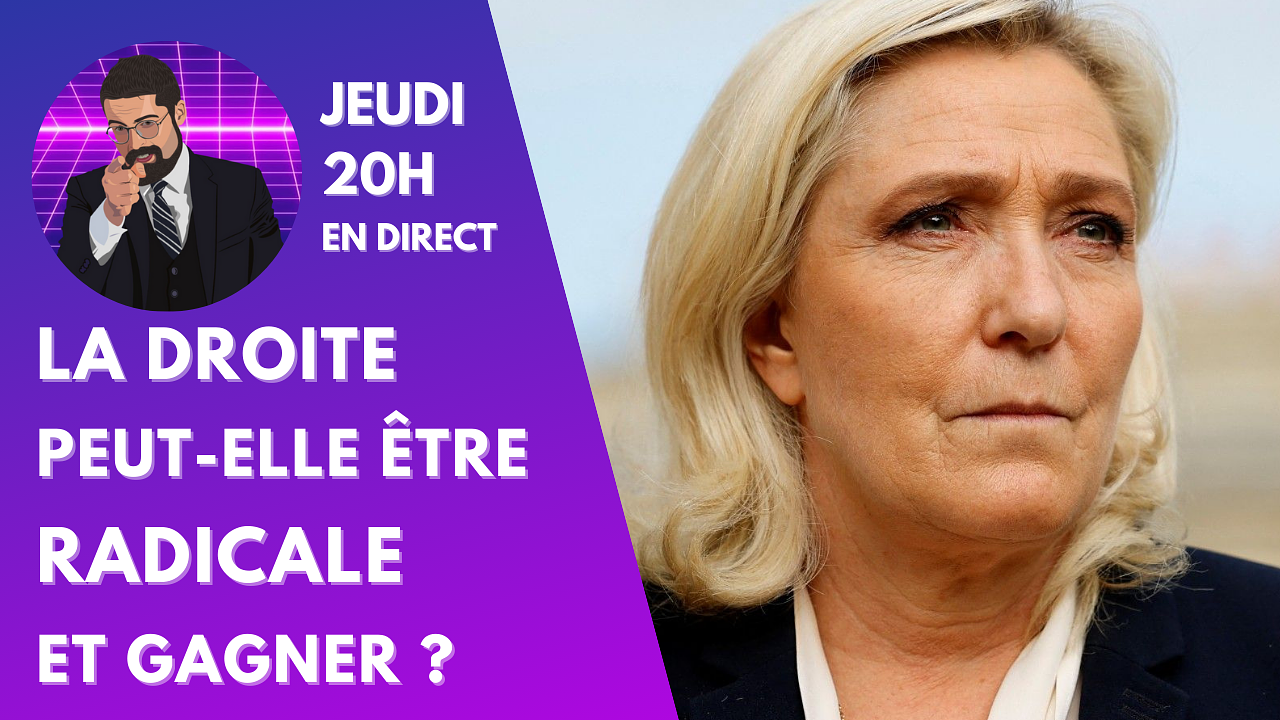 JEUDI
20H
EN DIRECT
LA DROITE
PEUT-ELLE ÊTRE
RADICALE
ET GAGNER ?